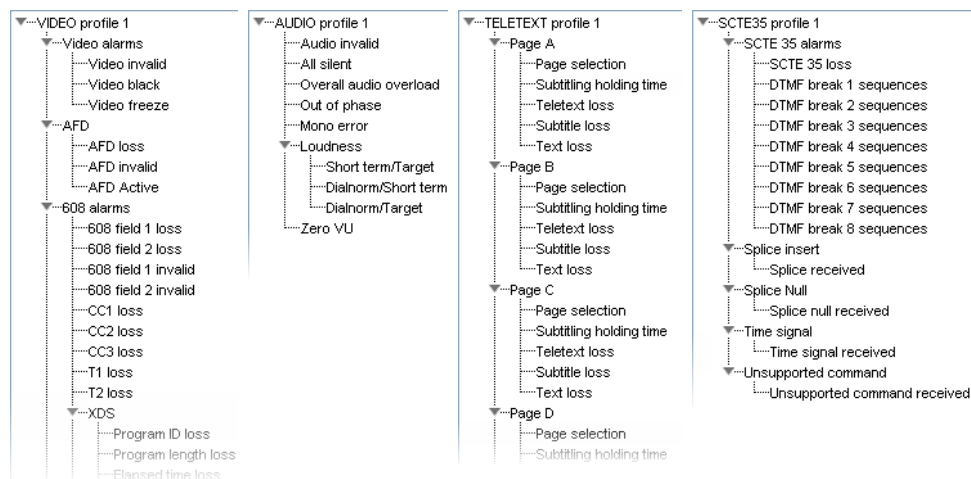 VIDEO profile 1
Video alarms
Video invalid
Video black
Video freeze
AFD
AFD loss
AFD invalid
AFD Active
608 alarms
608 field 1 loss
608 field 2 loss
608 field 1 invalid
608 field 2 invalid
CC1 loss
CC2 loss
CC3 loss
T1 loss
T2 loss
XDS
Program ID loss
Program length loss
Elapsed time loss
AUDIO profile 1
Audio invalid
All silent
Overall audio overload
Out of phase
Mono error
Loudness
Short term/Target
Dialnorm/Short term
Dialnorm/Target
Zero VU
TELETEXT profile 1
Page A
Page selection
Subtitling holding time
Teletext loss
Subtitle loss
Text loss
Page B
Page selection
Subtitling holding time
Teletext loss
Subtitle loss
Text loss
Page C
Page selection
Subtitling holding time
Teletext loss
Subtitle loss
Text loss
Page D
Page selection
Subtitling holding time
SCTE35 profile 1
SCTE 35 alarms
SCTE 35 loss
DTMF break 1 sequences
DTMF break 2 sequences
DTMF break 3 sequences
DTMF break 4 sequences
DTMF break 5 sequences
DTMF break 6 sequences
DTMF break 7 sequences
DTMF break 8 sequences
Splice insert
Splice received
Splice Null
Splice null received
Time signal
Time signal received
Unsupported command
Unsupported command received